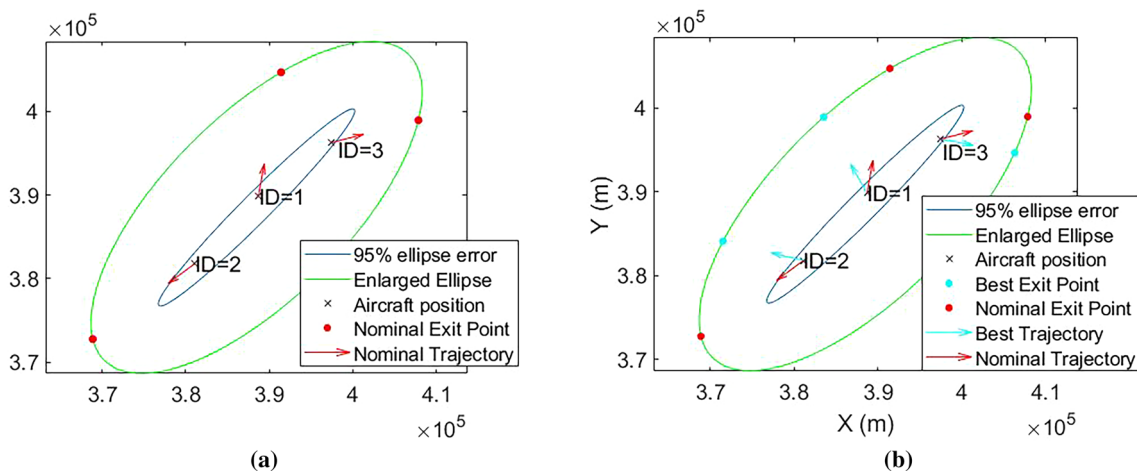 ×10⁵
4
3.9
3.8
3.7
ID=3
ID=1
ID=2
95% ellipse error
Enlarged Ellipse
Aircraft position
Nominal Exit Point
Nominal Trajectory
3.7 3.8 3.9 4 4.1
×10⁵
(a)
×10⁵
4
3.9
3.8
3.7
Y (m)
ID=3
ID=1
ID=2
95% ellipse error
Enlarged Ellipse
Aircraft position
Best Exit Point
Nominal Exit Point
Best Trajectory
Nominal Trajectory
3.7 3.8 3.9 4 4.1
X (m)
×10⁵
(b)